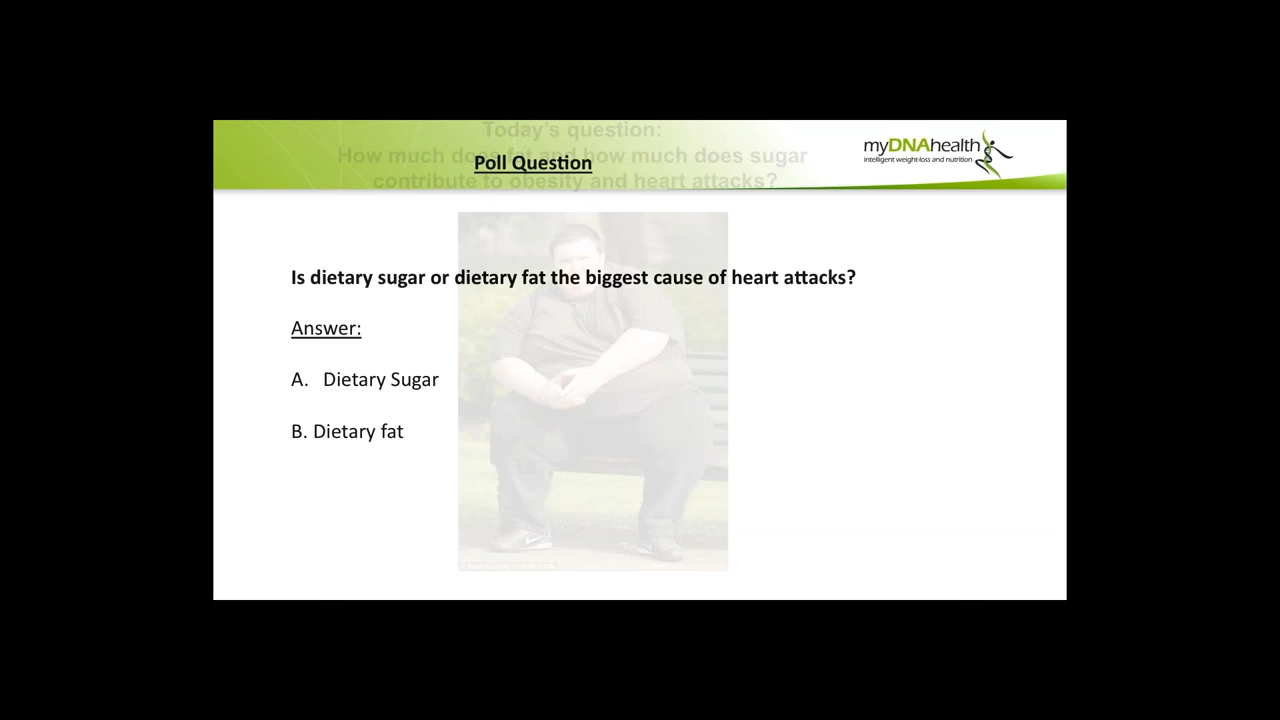 Today's question:
How much does fat and how much does sugar
contribute to obesity and heart attacks?
Poll Question
myDNAhealth
intelligent weight-loss and nutrition
Is dietary sugar or dietary fat the biggest cause of heart attacks?
Answer:
A. Dietary Sugar
B. Dietary fat